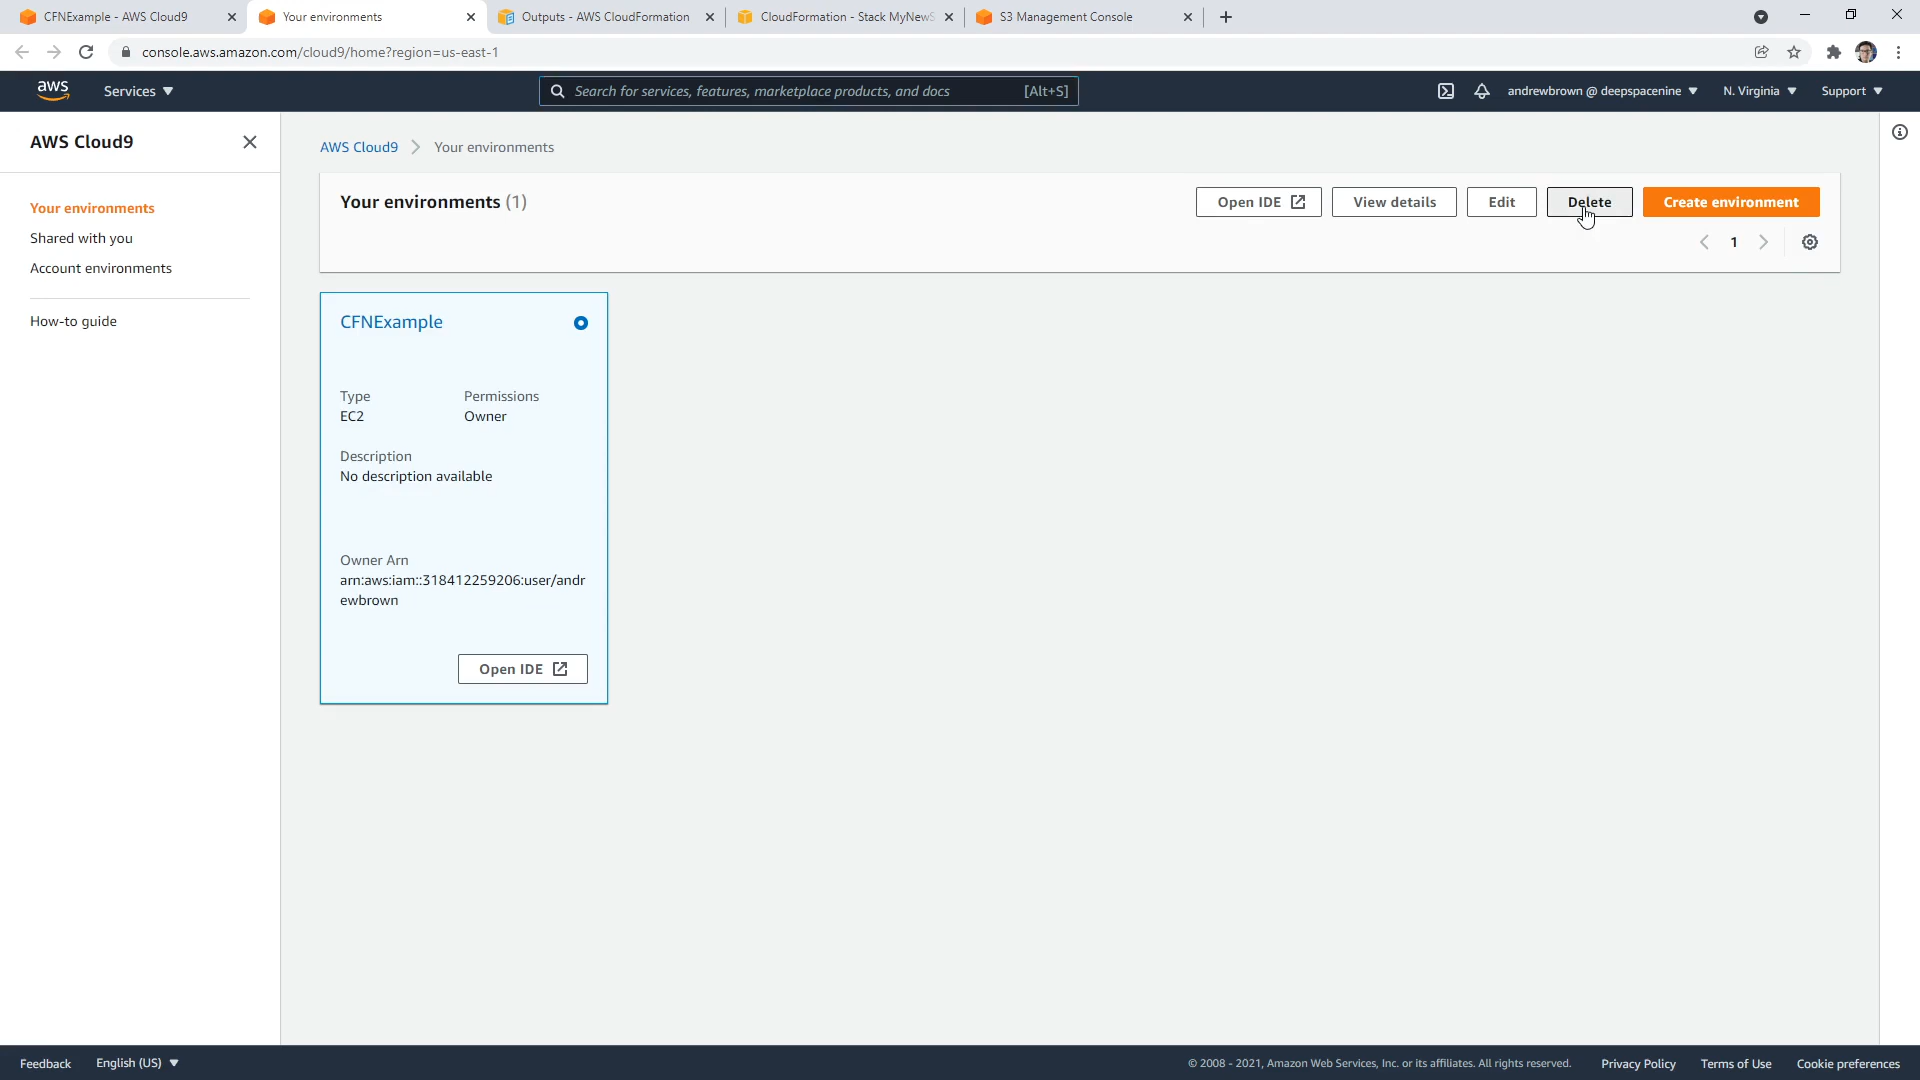 CFNExample - AWS Cloud9
Your environments
Outputs - AWS CloudFormation
CloudFormation - Stack MyNewS
S3 Management Console
console.aws.amazon.com/cloud9/home?region=us-east-1
aws
Services
Search for services, features, marketplace products, and docs
[Alt+S]
andrewbrown @ deepspacenine
N. Virginia
Support
AWS Cloud9
Your environments
Shared with you
Account environments
How-to guide
AWS Cloud9
Your environments
Your environments (1)
Open IDE
View details
Edit
Delete
Create environment
1
CFNExample
Type
Permissions
EC2
Owner
Description
No description available
Owner Arn
arn:aws:iam::318412259206:user/andr
ewbrown
Open IDE
Feedback
English (US)
© 2008 - 2021, Amazon Web Services, Inc. or its affiliates. All rights reserved.
Privacy Policy
Terms of Use
Cookie preferences